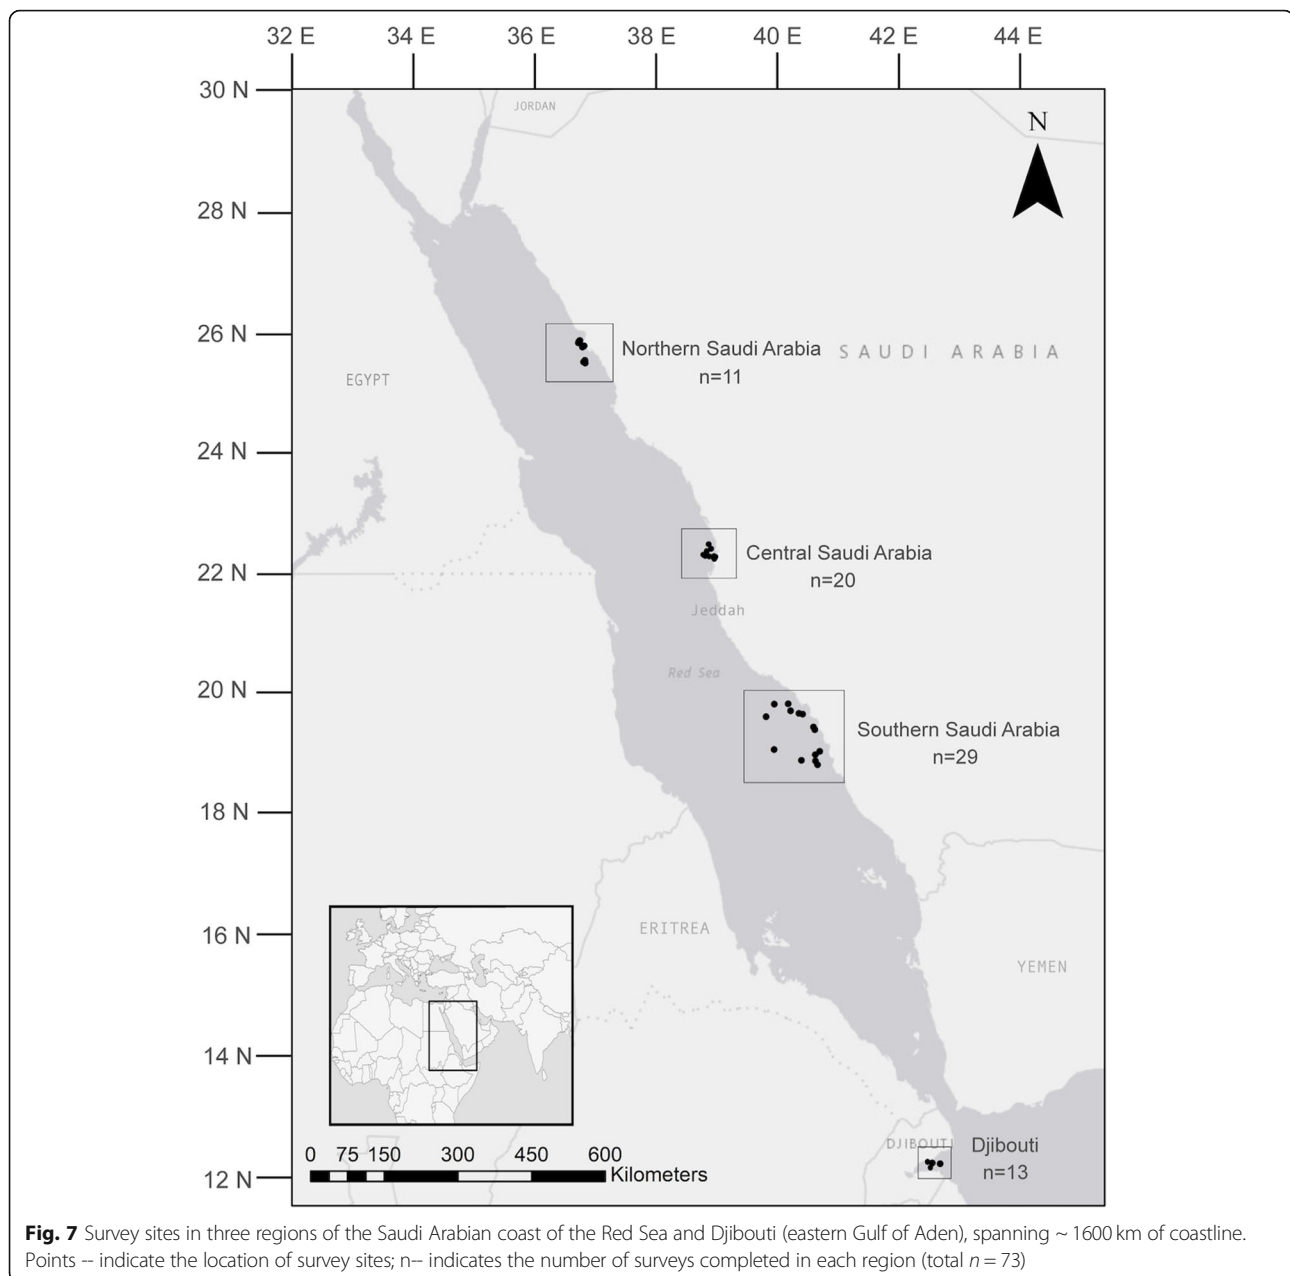 32 E 34 E 36 E 38 E 40 E 42 E 44 E
30 N
JORDAN
N
28 N
26 N
Northern Saudi Arabia
n=11
SAUDI ARABIA
EGYPT
24 N
Central Saudi Arabia
n=20
22 N
Jeddah
Red Sea
20 N
Southern Saudi Arabia
n=29
18 N
16 N
ERITREA
YEMEN
14 N
DJIBOUTI
Djibouti
n=13
12 N
0 75 150 300 450 600
Kilometers
Fig. 7 Survey sites in three regions of the Saudi Arabian coast of the Red Sea and Djibouti (eastern Gulf of Aden), spanning ~ 1600 km of coastline.
Points -- indicate the location of survey sites; n-- indicates the number of surveys completed in each region (total n = 73)